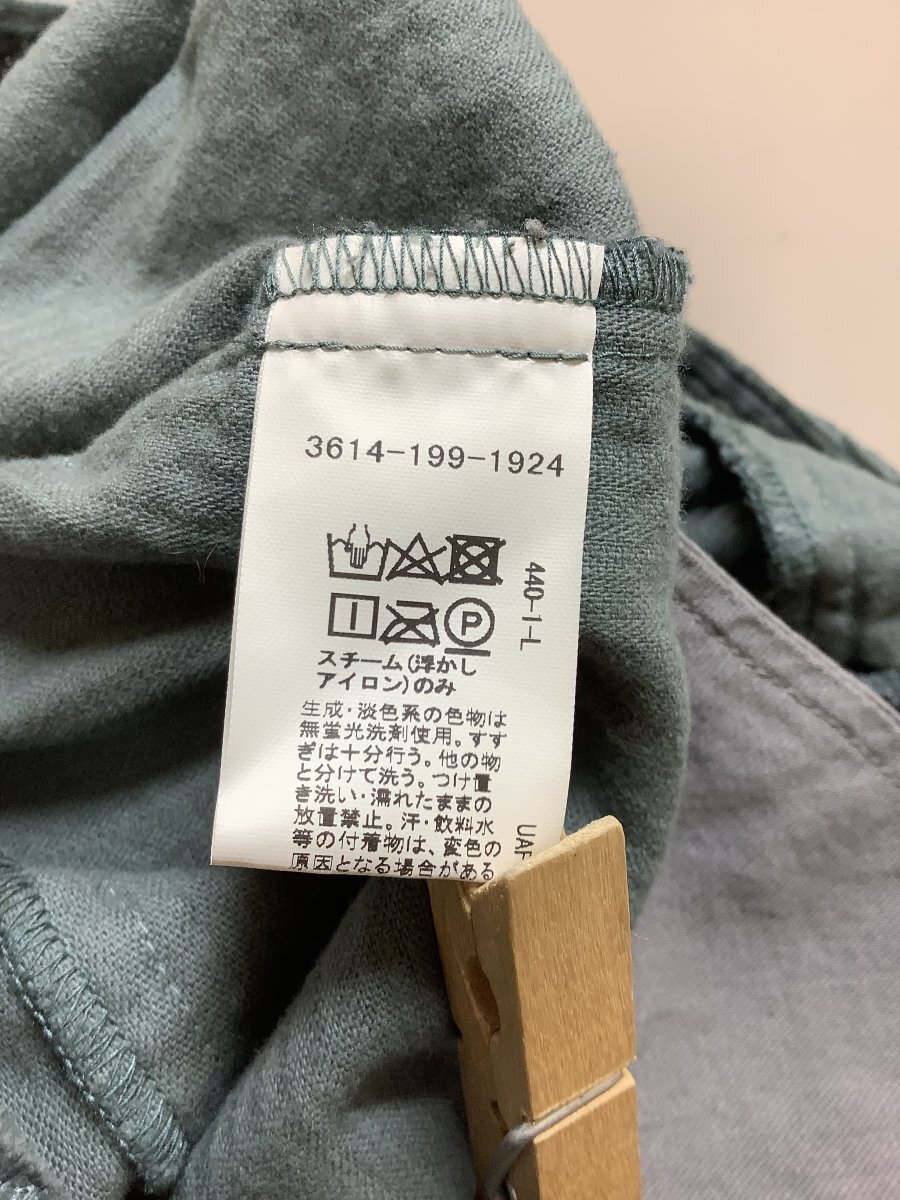 3614-199-1924
P
440-1-L
スチーム(浮かし
アイロン)のみ
生成・淡色系の色物は
無蛍光洗剤使用。すす
ぎは十分行う。他の物
と分けて洗う。つけ置
き洗い・濡れたままの
放置禁止。汗・飲料水
等の付着物は、変色の
原因となる場合がある